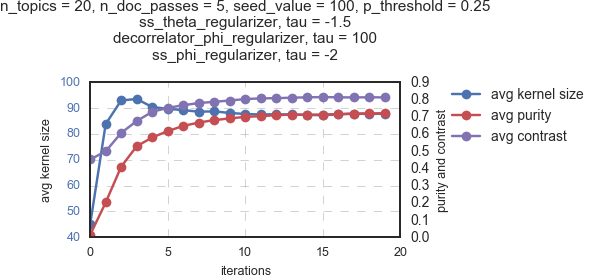 n_topics = 20, n_doc_passes = 5, seed_value = 100, p_threshold = 0.25
ss_theta_regularizer, tau = -1.5
decorrelator_phi_regularizer, tau = 100
ss_phi_regularizer, tau = -2
avg kernel size
100
90
80
70
60
50
40
0
5
10
15
20
iterations
0.9
0.8
0.7
0.6
0.5
0.4
0.3
0.2
0.1
0.0
purity and contrast
avg kernel size
avg purity
avg contrast